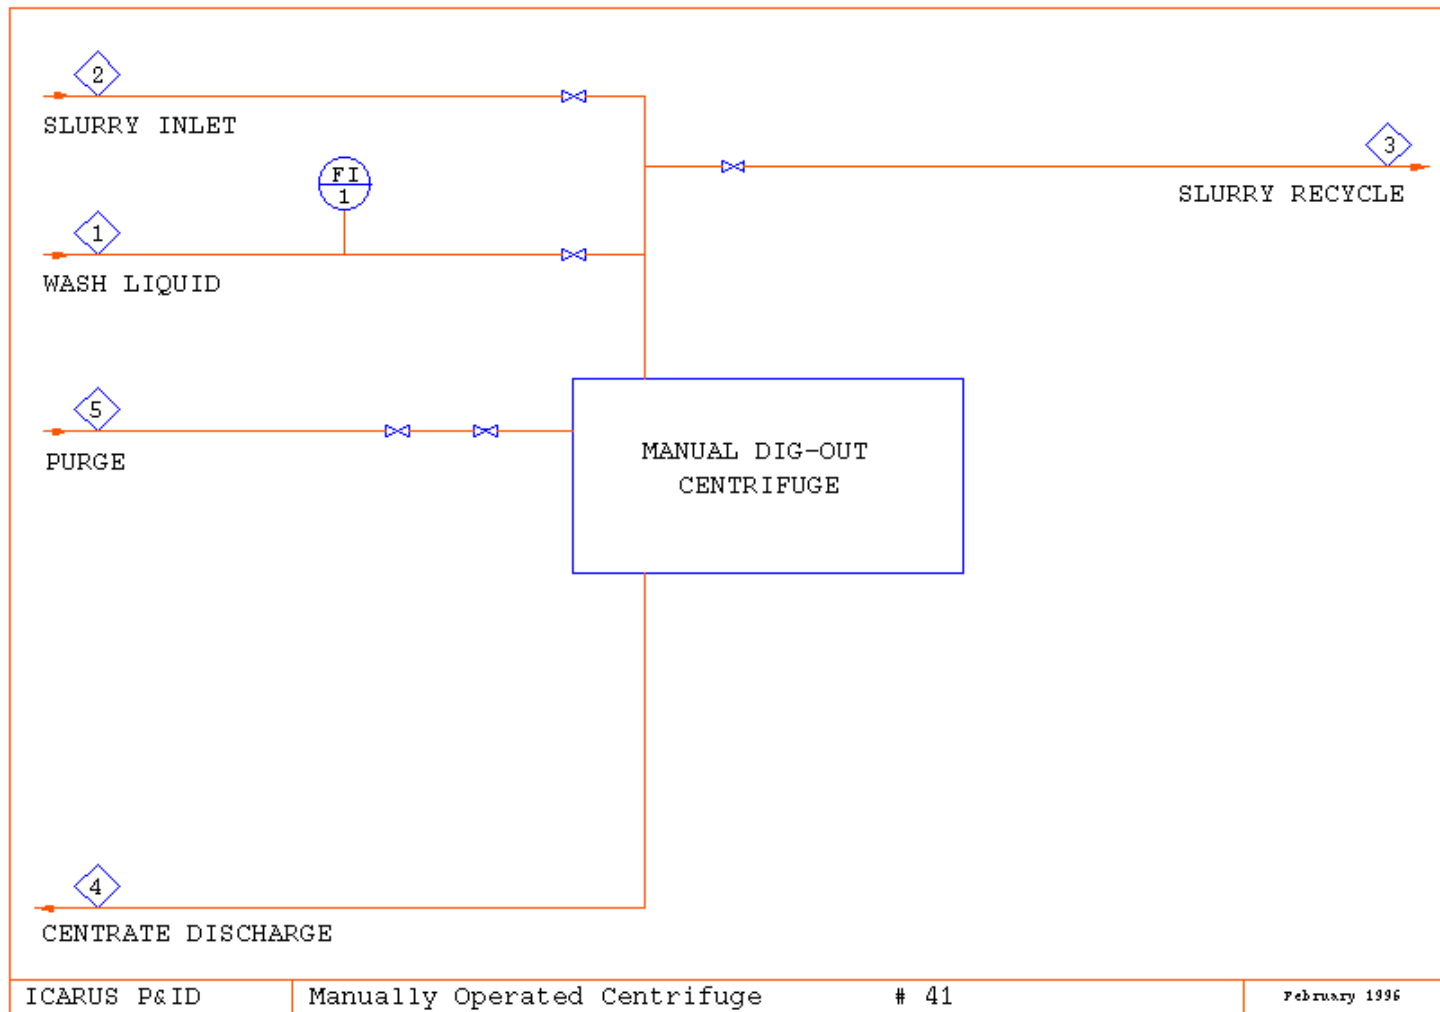 2
SLURRY INLET
3
SLURRY RECYCLE
FI
1
1
WASH LIQUID
5
PURGE
MANUAL DIG-OUT
CENTRIFUGE
4
CENTRATE DISCHARGE
ICARUS P&ID
Manually Operated Centrifuge # 41
February 1996